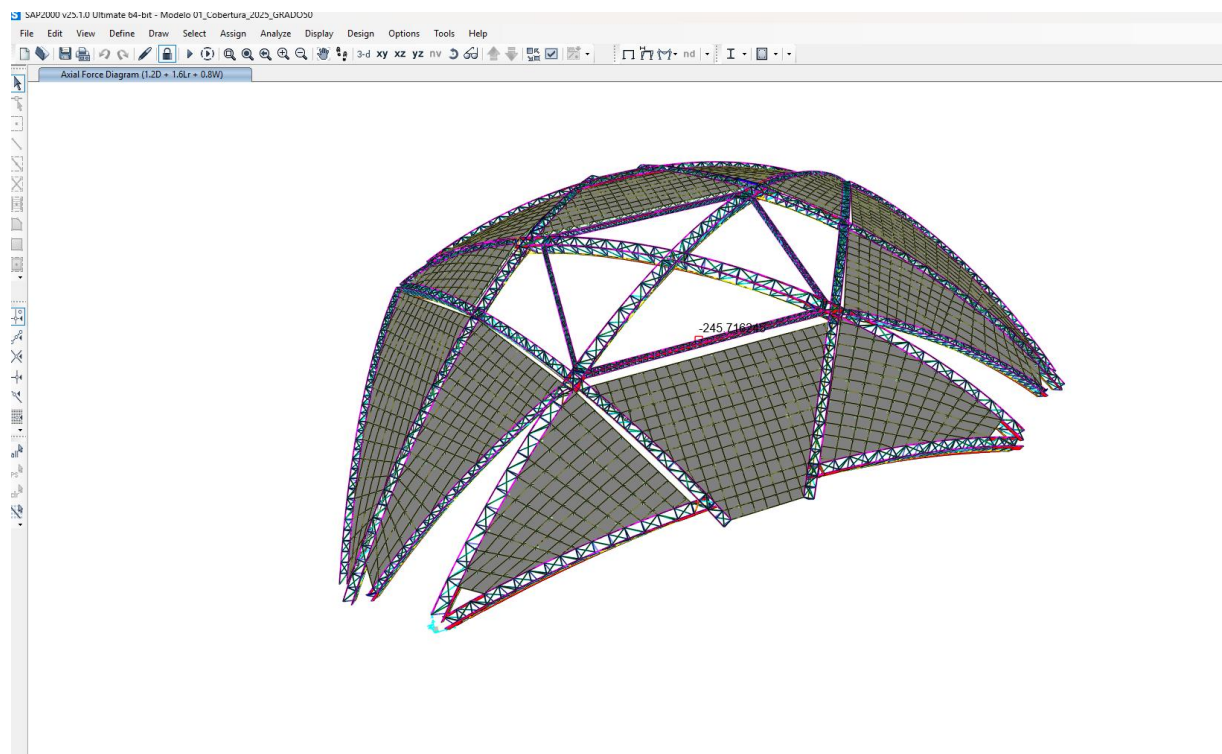 SAP2000 v25.1.0 Ultimate 64-bit - Modelo 01_Cobertura_2025_GRADO50
File Edit View Define Draw Select Assign Analyze Display Design Options Tools Help
3-d xy xz yz nv nd
Axial Force Diagram (1.2D + 1.6Lr + 0.8W)
-245.716245
all